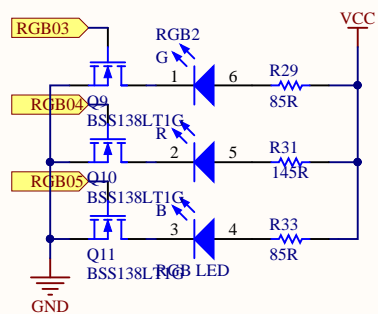 VCC
RGB03
RGB2
G
1
6
R29
85R
RGB04
Q9
BSS138LT1G
R
2
5
R31
145R
RGB05
Q10
BSS138LT1G
B
3
4
R33
85R
Q11
BSS138LT1G
RGB LED
GND